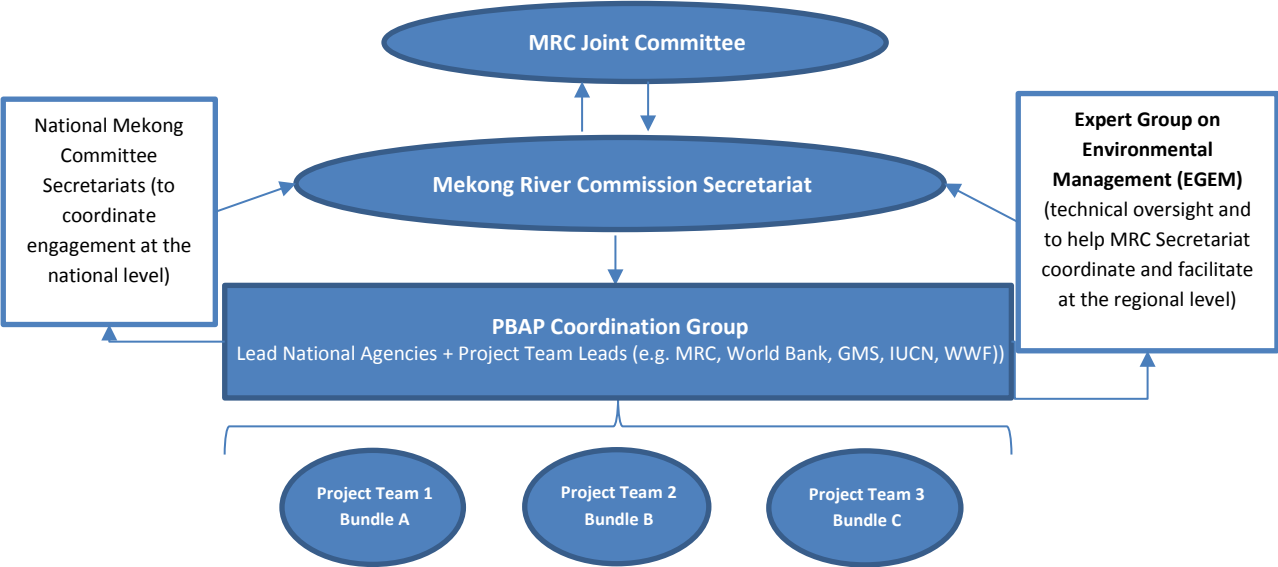 MRC Joint Committee
National Mekong
Committee
Secretariats (to
coordinate
engagement at the
national level)
Mekong River Commission Secretariat
Expert Group on
Environmental
Management (EGEM)
(technical oversight and
to help MRC Secretariat
coordinate and facilitate
at the regional level)
PBAP Coordination Group
Lead National Agencies + Project Team Leads (e.g. MRC, World Bank, GMS, IUCN, WWF))
Project Team 1
Bundle A
Project Team 2
Bundle B
Project Team 3
Bundle C